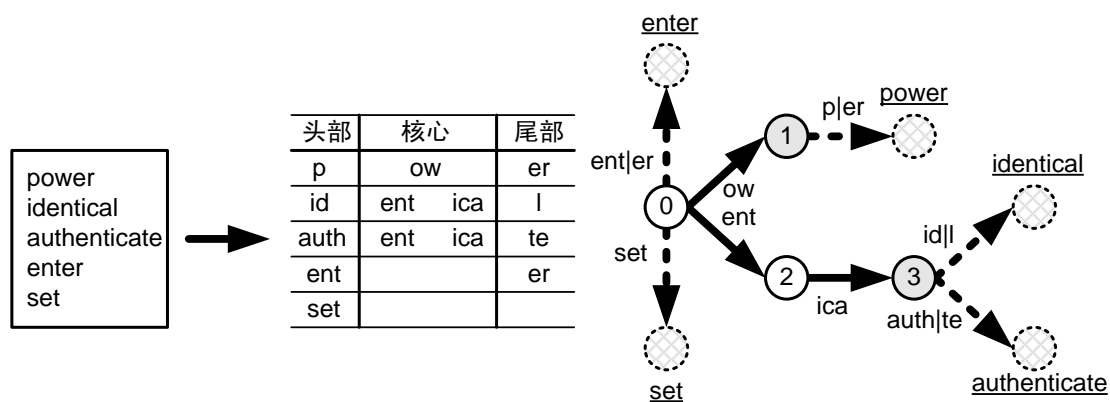 power
identical
authenticate
enter
set
头部 核心 尾部
p ow er
id ent ica l
auth ent ica te
ent er
set
enter
ent|er
0
set
set
ow
ent
1
p|er
power
2
ica
3
id|l
identical
auth|te
authenticate